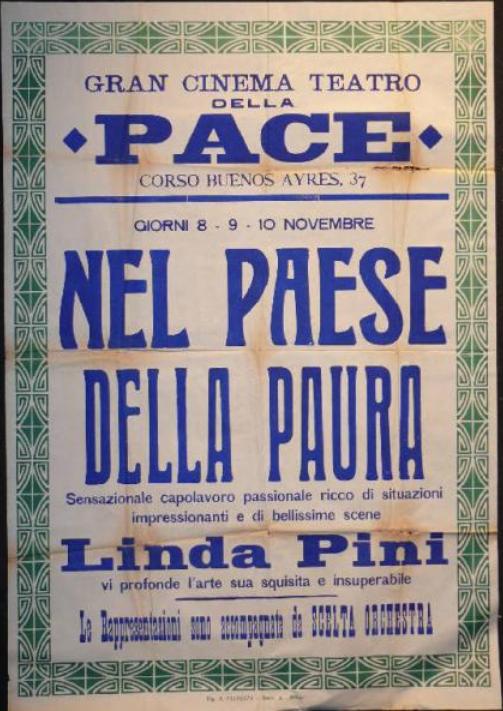 GRAN CINEMA TEATRO
DELLA
PACE
CORSO BUENOS AYRES, 37
GIORNI 8 - 9 - 10 NOVEMBRE
NEL PAESE
DELLA PAURA
Sensazionale capolavoro passionale ricco di situazioni
impressionanti e di bellissime scene
Linda Pini
vi profonde l'arte sua squisita e insuperabile
Le Rappresentazioni sono accompagnate da SCELTA ORCHESTRA